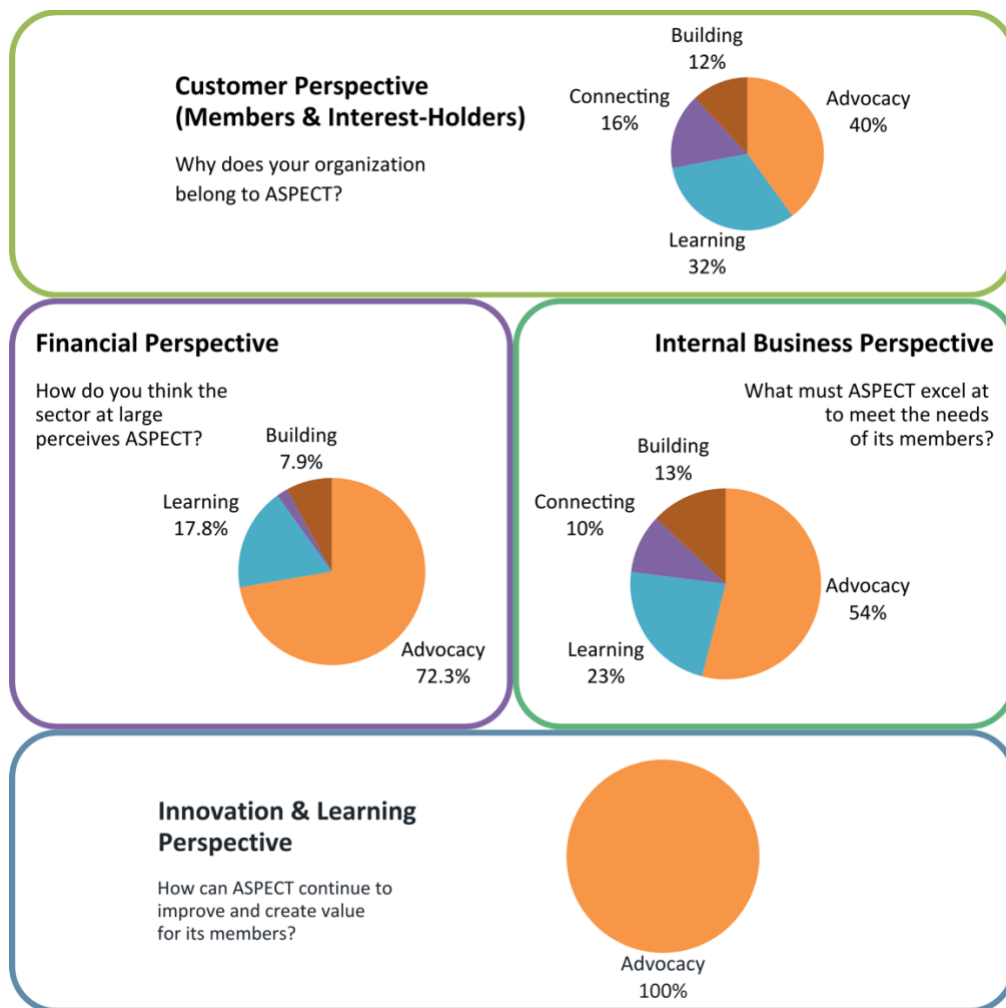 Customer Perspective
(Members & Interest-Holders)
Why does your organization
belong to ASPECT?
Building
12%
Connecting
16%
Advocacy
40%
Learning
32%
Financial Perspective
How do you think the
sector at large
perceives ASPECT?
Building
7.9%
Learning
17.8%
Advocacy
72.3%
Internal Business Perspective
What must ASPECT excel at
to meet the needs
of its members?
Building
13%
Connecting
10%
Advocacy
54%
Learning
23%
Innovation & Learning
Perspective
How can ASPECT continue to
improve and create value
for its members?
Advocacy
100%